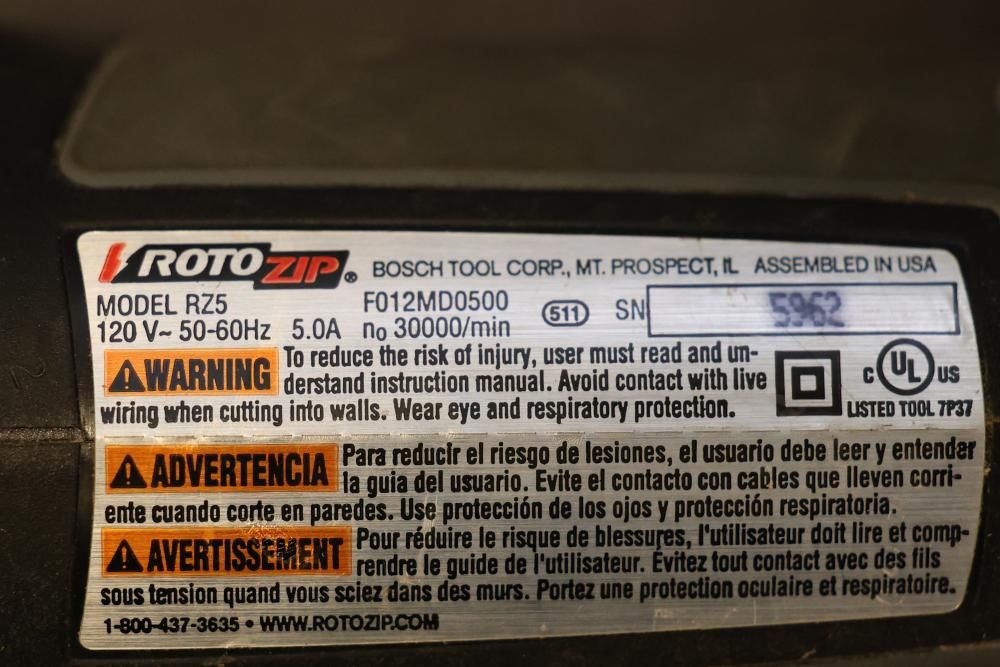 ROTOZIP® BOSCH TOOL CORP., MT. PROSPECT, IL ASSEMBLED IN USA
MODEL RZ5 F012MD0500 511 SN 5962
120 V~ 50-60Hz 5.0A n₀ 30000/min
WARNING To reduce the risk of injury, user must read and un-
derstand instruction manual. Avoid contact with live
wiring when cutting into walls. Wear eye and respiratory protection.
C UL US
LISTED TOOL 7P37
ADVERTENCIA Para reducir el riesgo de lesiones, el usuario debe leer y entender
la guia del usuario. Evite el contacto con cables que lleven corri-
ente cuando corte en paredes. Use protección de los ojos y protección respiratoria.
AVERTISSEMENT Pour réduire le risque de blessures, l'utilisateur doit lire et comp-
rendre le guide de l'utilisateur. Evitez tout contact avec des fils
sous tension quand vous sciez dans des murs. Portez une protection oculaire et respiratoire.
1-800-437-3635 • WWW.ROTOZIP.COM